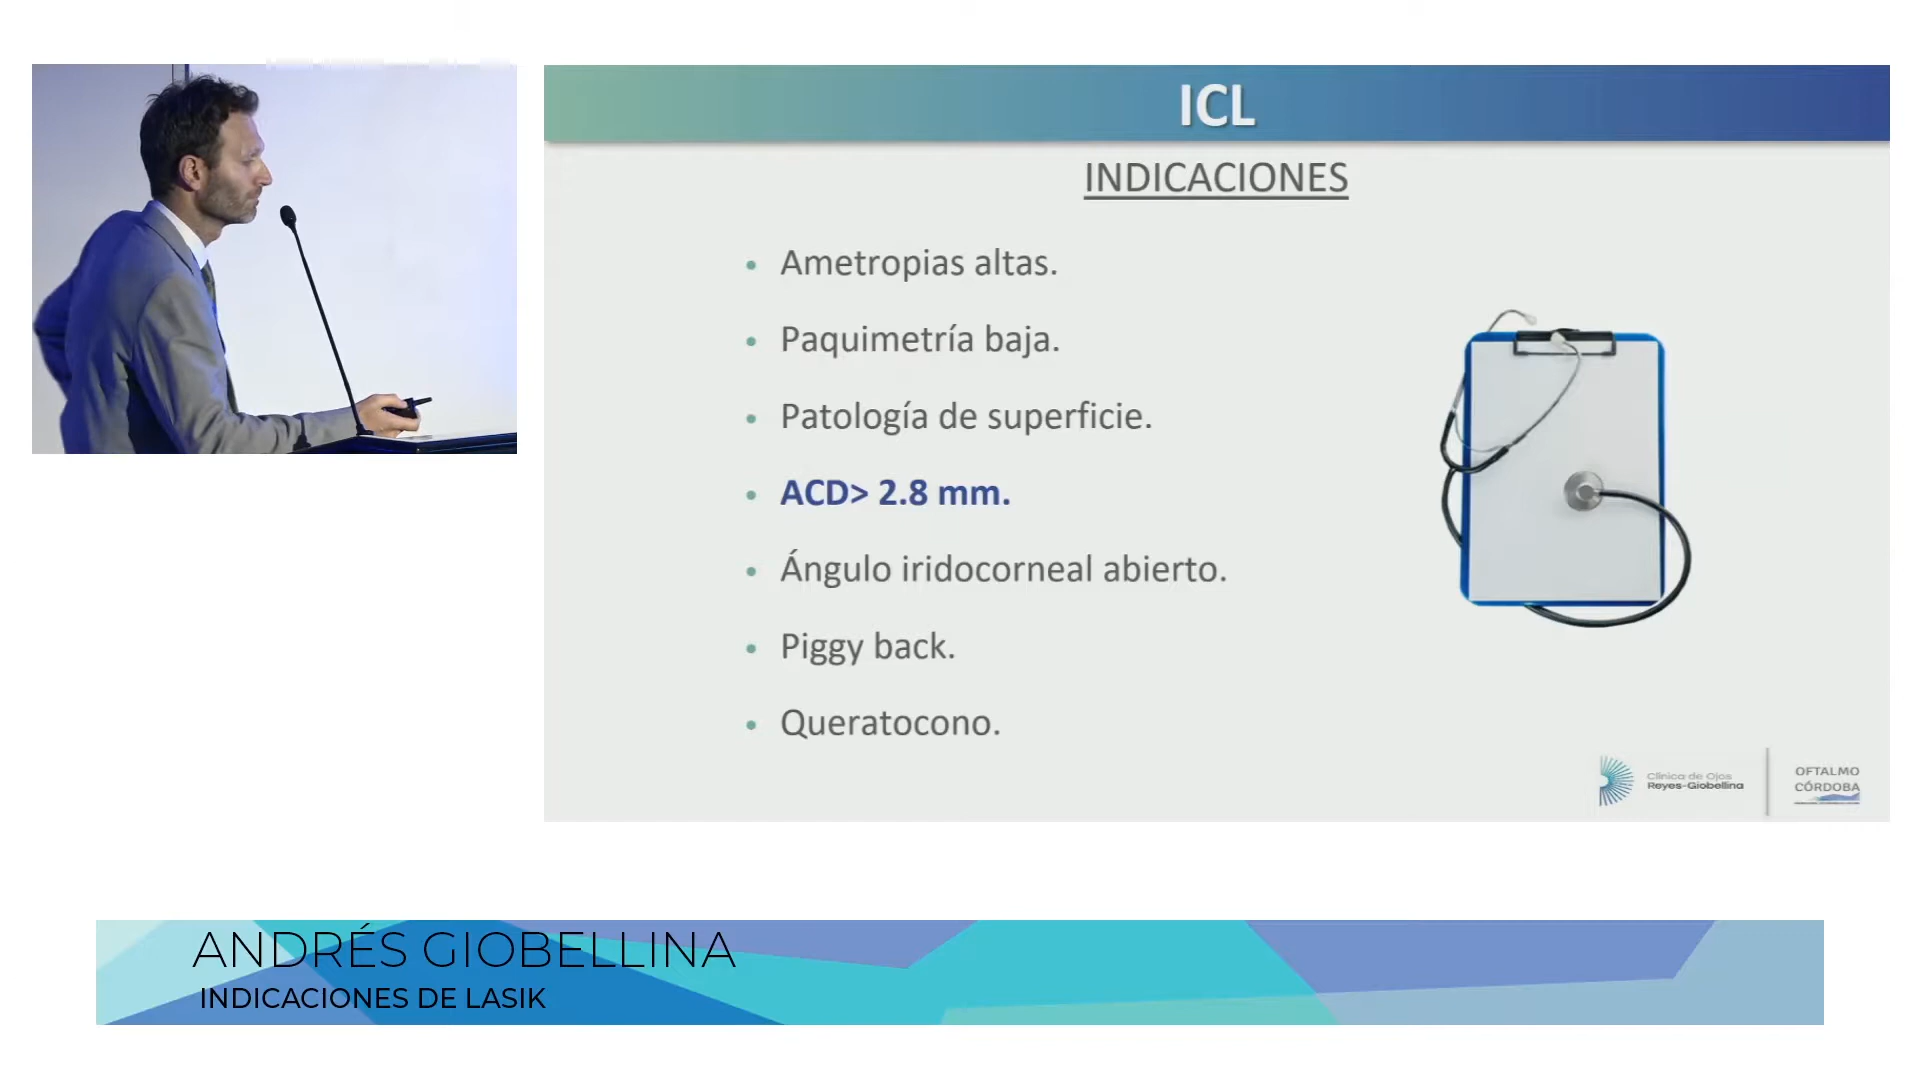 ICL
INDICACIONES
• Ametropias altas.
• Paquimetría baja.
• Patología de superficie.
• ACD> 2.8 mm.
• Ángulo iridocorneal abierto.
• Piggy back.
• Queratocono.
Clínica de Ojos
Reyes-Giobellina
OFTALMO
CÓRDOBA
ANDRÉS GIOBELLINA
INDICACIONES DE LASIK